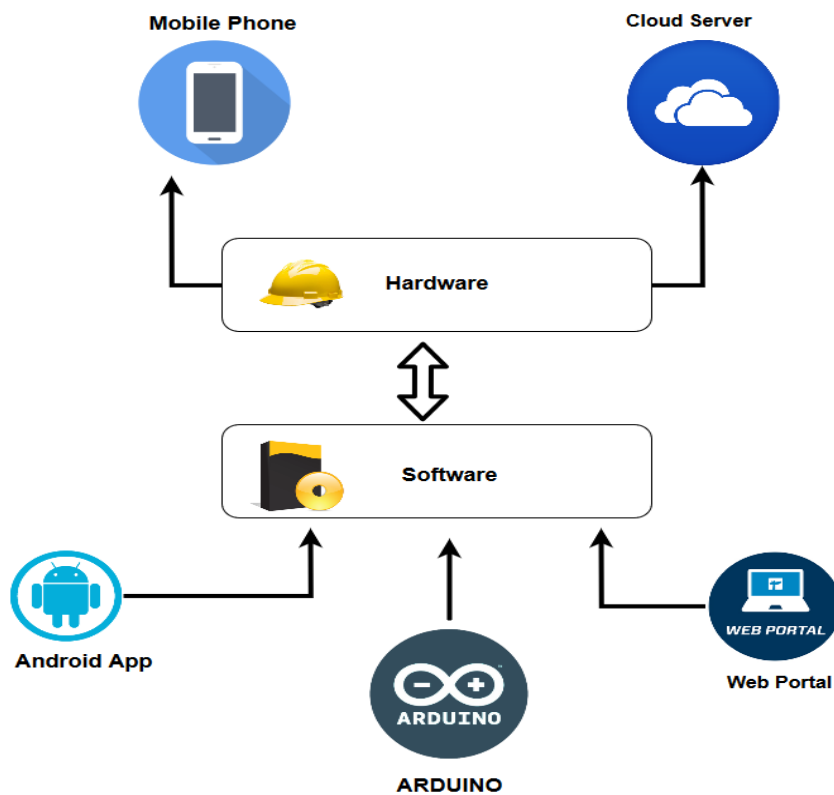 Mobile Phone
Cloud Server
Hardware
Software
Android App
WEB PORTAL
Web Portal
ARDUINO
ARDUINO